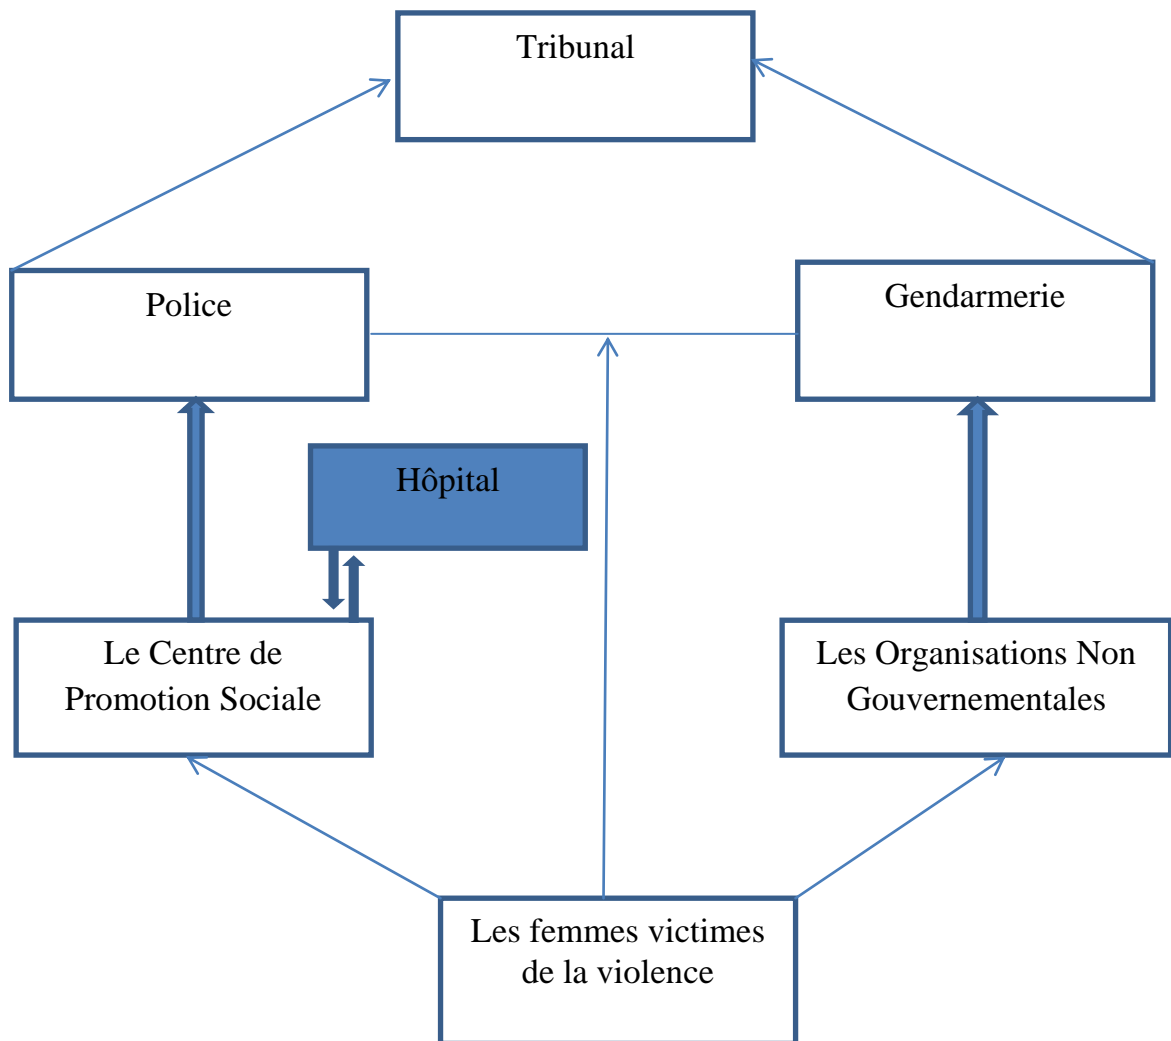 Tribunal
Police
Gendarmerie
Hôpital
Le Centre de
Promotion Sociale
Les Organisations Non
Gouvernementales
Les femmes victimes
de la violence